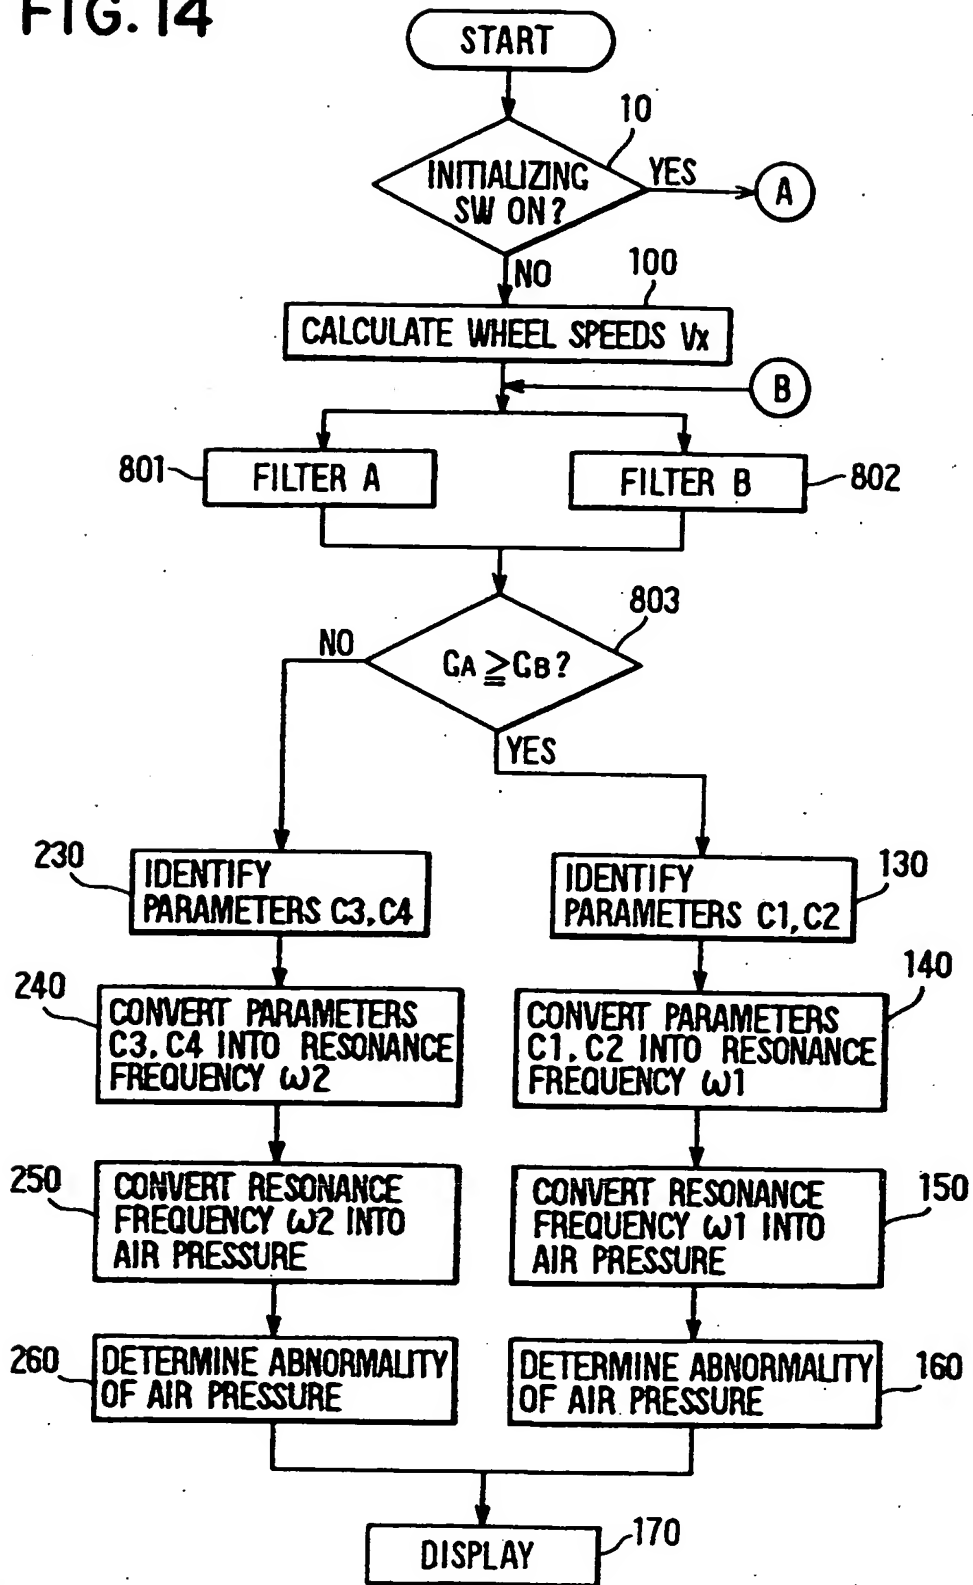 FIG. 14
START
10
INITIALIZING
SW ON?
YES
A
NO
100
CALCULATE WHEEL SPEEDS Vx
B
801
FILTER A
FILTER B
802
803
NO
GA ≧ GB?
YES
230
IDENTIFY
PARAMETERS C3, C4
130
IDENTIFY
PARAMETERS C1, C2
240
CONVERT PARAMETERS
C3, C4 INTO RESONANCE
FREQUENCY ω2
140
CONVERT PARAMETERS
C1, C2 INTO RESONANCE
FREQUENCY ω1
250
CONVERT RESONANCE
FREQUENCY ω2 INTO
AIR PRESSURE
150
CONVERT RESONANCE
FREQUENCY ω1 INTO
AIR PRESSURE
260
DETERMINE ABNORMALITY
OF AIR PRESSURE
160
DETERMINE ABNORMALITY
OF AIR PRESSURE
170
DISPLAY